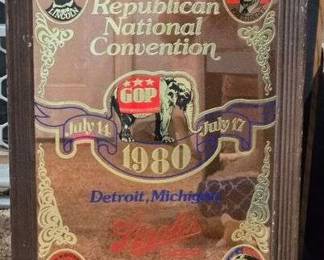 LINCOLN
Republican
National
Convention
GOP
July 14
July 17
1980
Detroit, Michigan